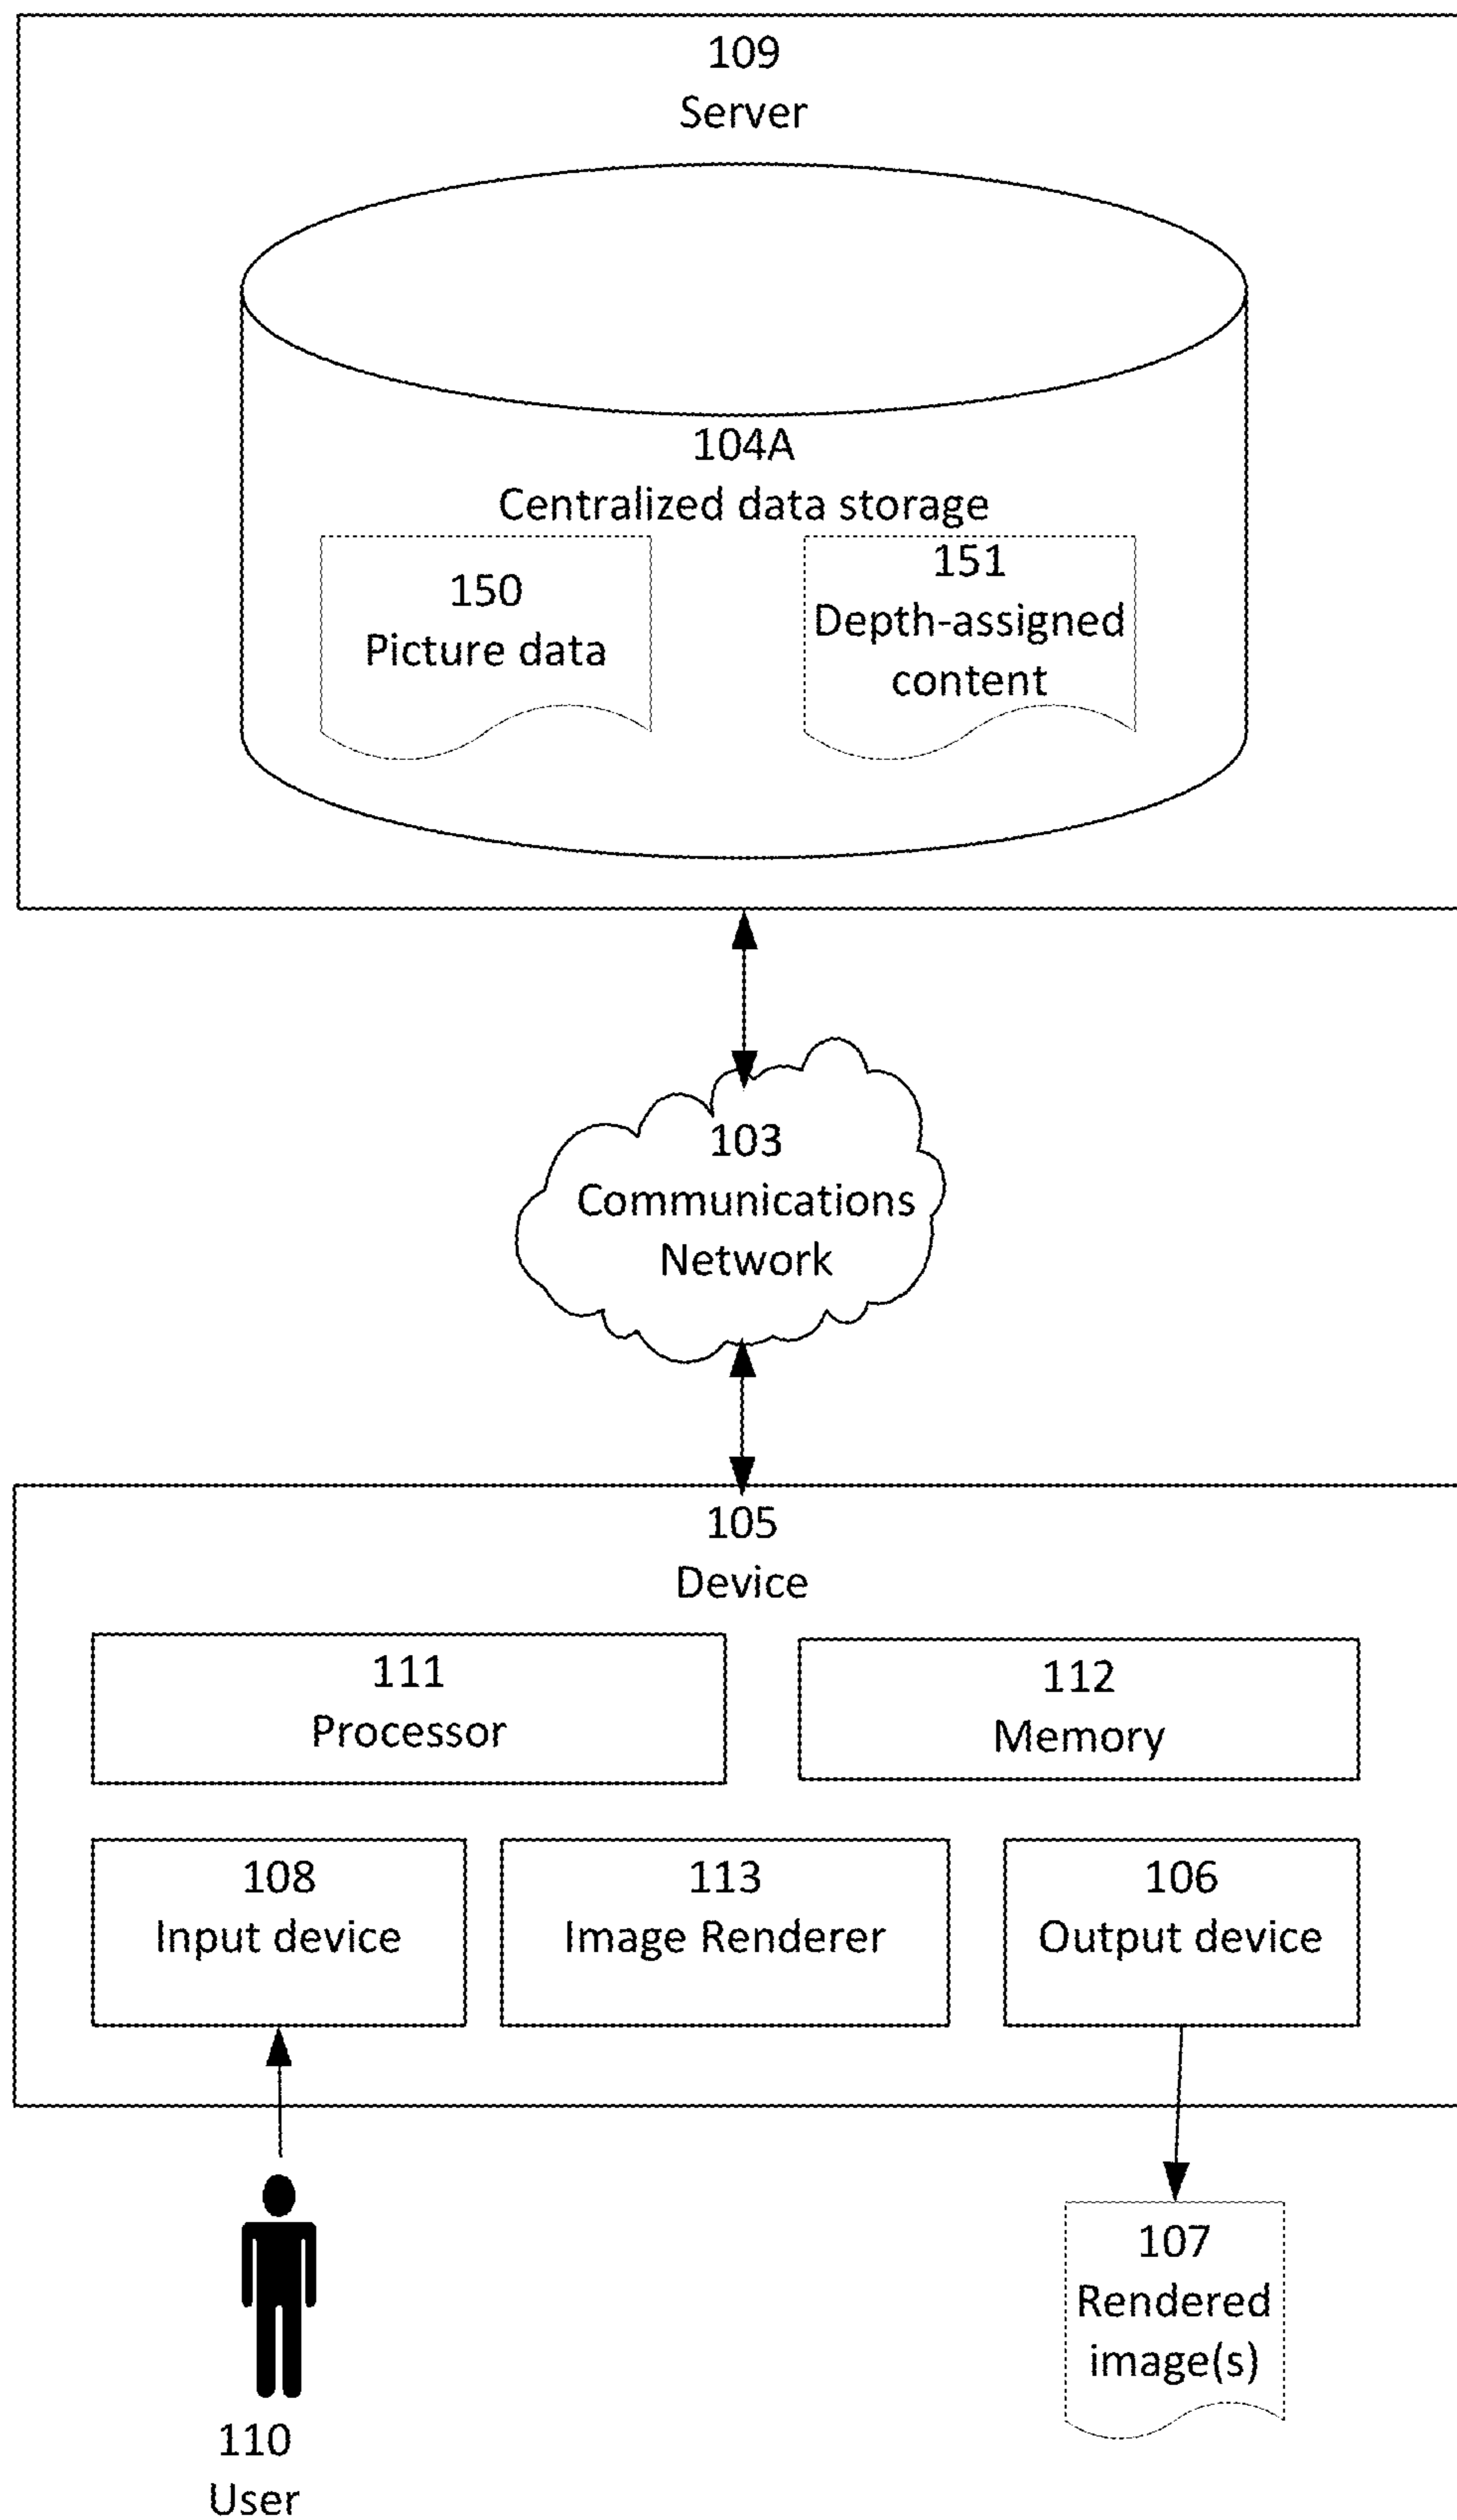 109
Server
104A
Centralized data storage
150
Picture data
151
Depth-assigned
content
103
Communications
Network
105
Device
111
Processor
112
Memory
108
Input device
113
Image Renderer
106
Output device
110
User
107
Rendered
image(s)